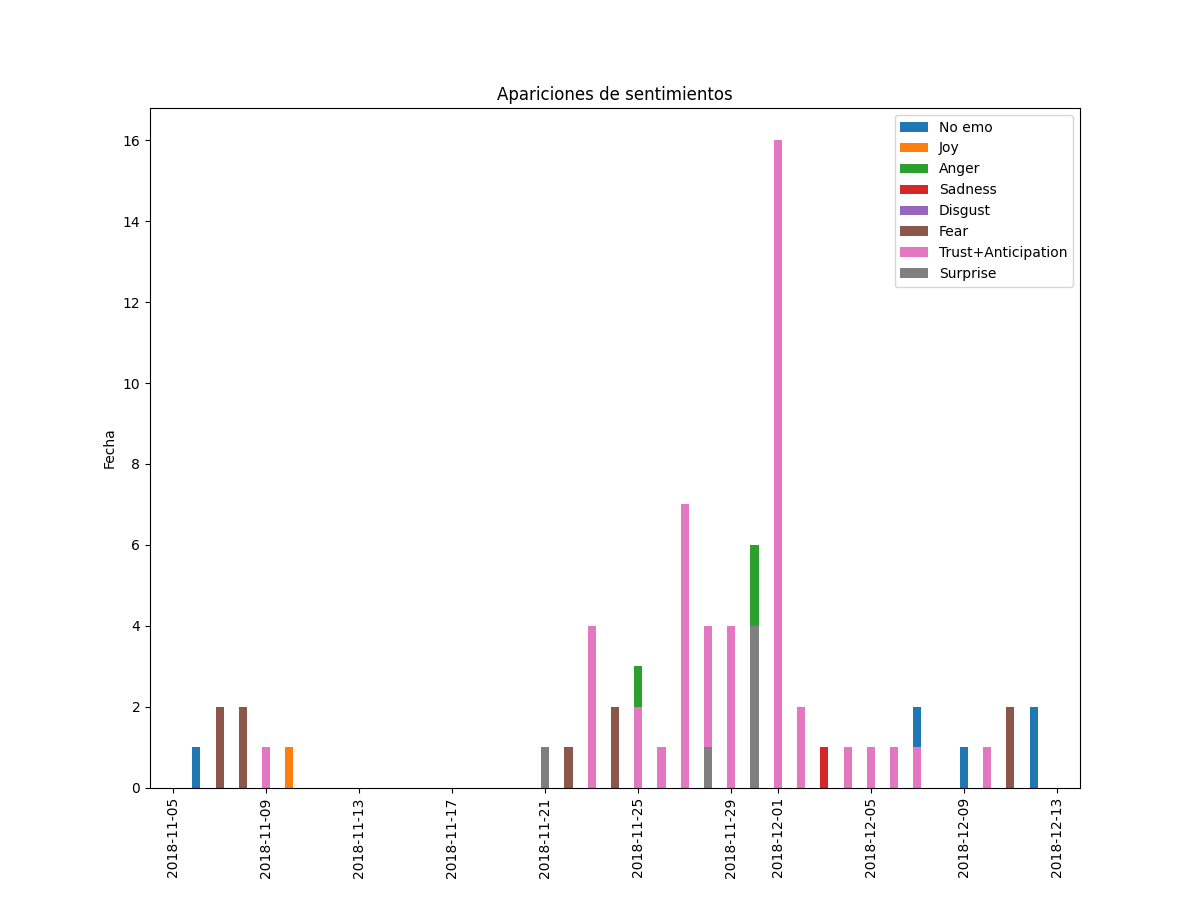 Apariciones de sentimientos
No emo
Joy
Anger
Sadness
Disgust
Fear
Trust+Anticipation
Surprise
Fecha
16
14
12
10
8
6
4
2
0
2018-11-05
2018-11-09
2018-11-13
2018-11-17
2018-11-21
2018-11-25
2018-11-29
2018-12-01
2018-12-05
2018-12-09
2018-12-13